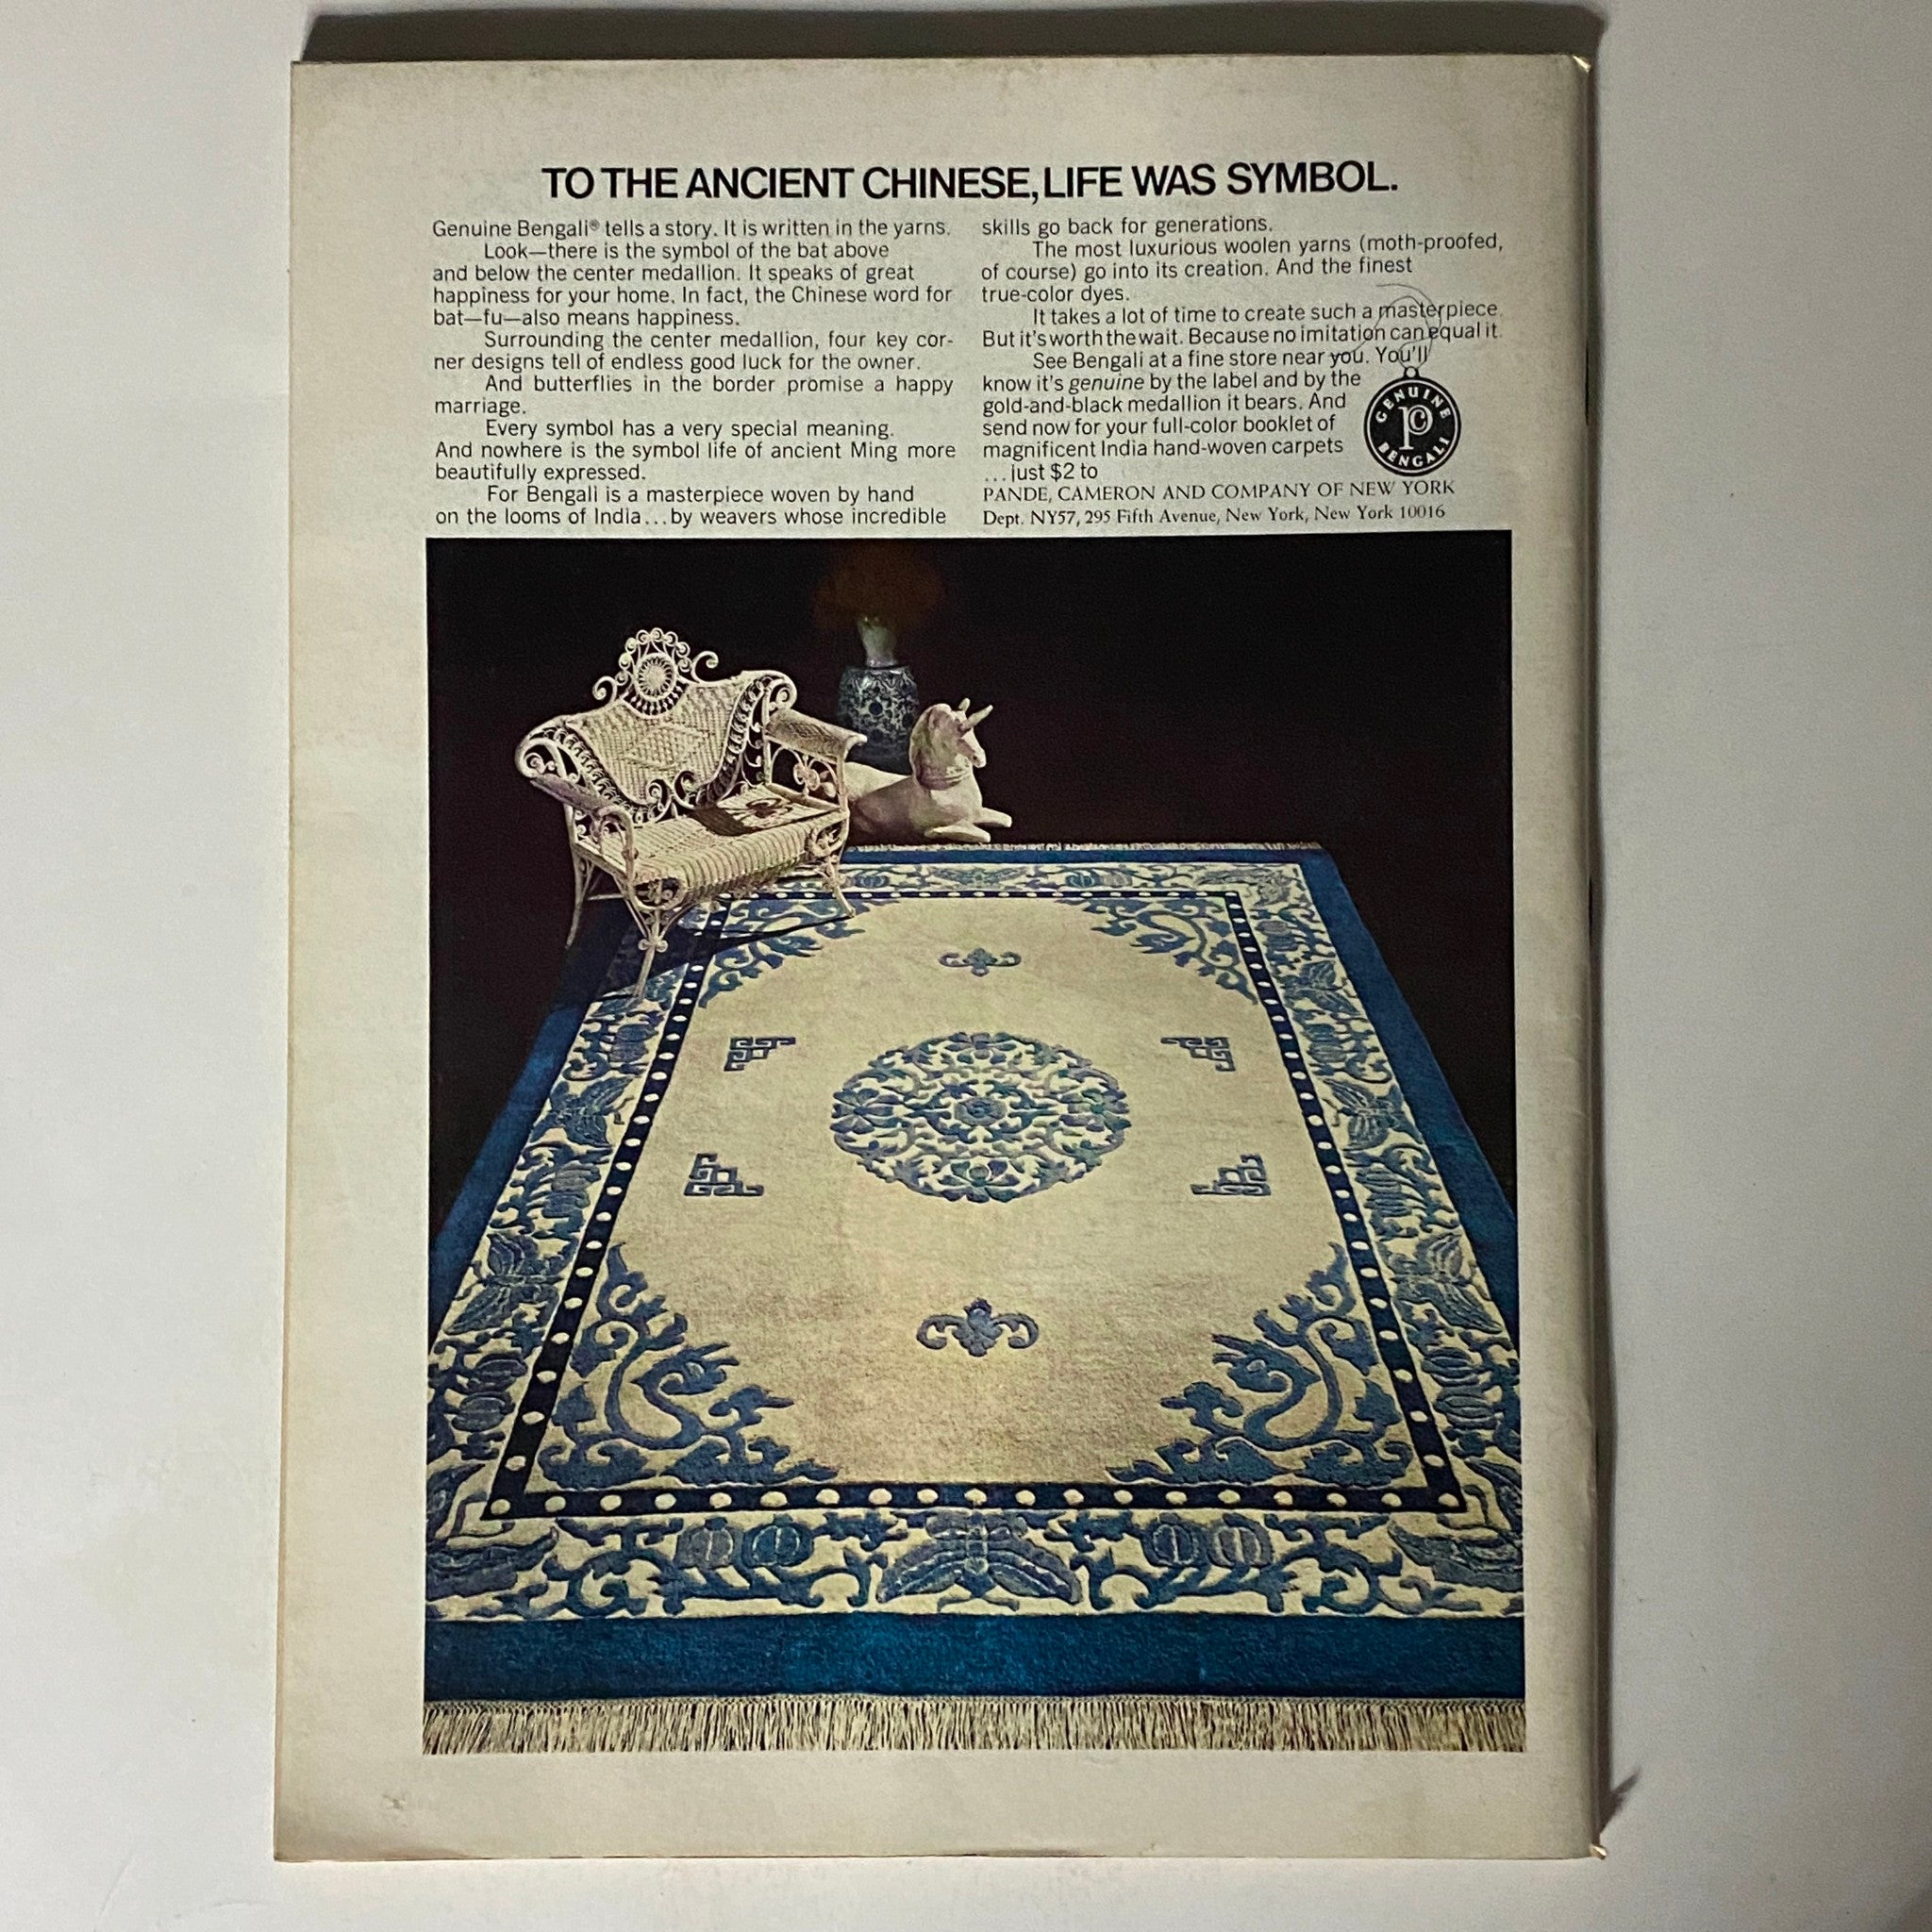 TO THE ANCIENT CHINESE, LIFE WAS SYMBOL.
Genuine Bengali® tells a story. It is written in the yarns.
Look—there is the symbol of the bat above
and below the center medallion. It speaks of great
happiness for your home. In fact, the Chinese word for
bat—fu—also means happiness.
Surrounding the center medallion, four key cor-
ner designs tell of endless good luck for the owner.
And butterflies in the border promise a happy
marriage.
Every symbol has a very special meaning.
And nowhere is the symbol life of ancient Ming more
beautifully expressed.
For Bengali is a masterpiece woven by hand
on the looms of India...by weavers whose incredible
skills go back for generations.
The most luxurious woolen yarns (moth-proofed,
of course) go into its creation. And the finest
true-color dyes.
It takes a lot of time to create such a masterpiece.
But it's worth the wait. Because no imitation can equal it.
See Bengali at a fine store near you. You'll
know it's genuine by the label and by the
gold-and-black medallion it bears. And
send now for your full-color booklet of
magnificent India hand-woven carpets
...just $2 to
PANDE, CAMERON AND COMPANY OF NEW YORK
Dept. NY57, 295 Fifth Avenue, New York, New York 10016
GENUINE
PC
BENGALI